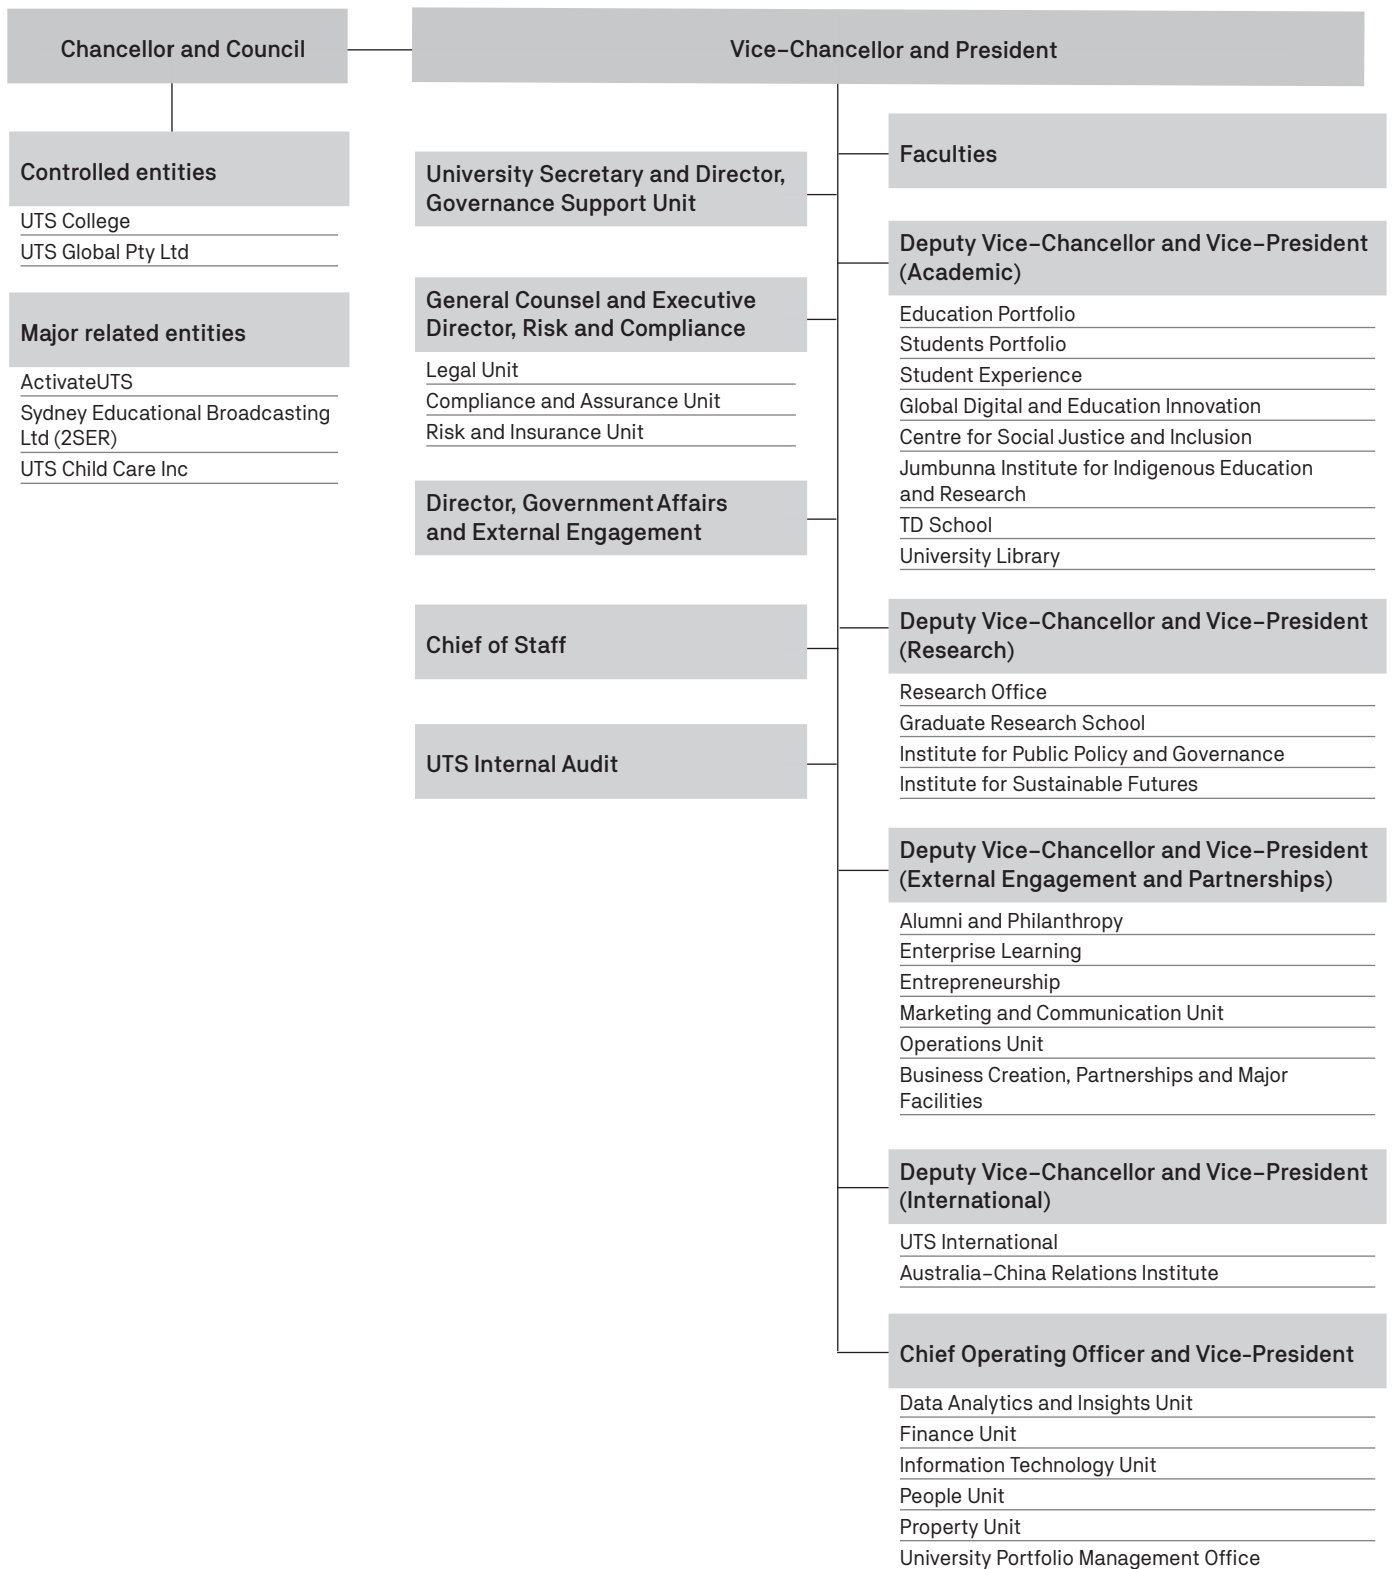 Chancellor and Council
Vice–Chancellor and President
Controlled entities
UTS College
UTS Global Pty Ltd
Major related entities
ActivateUTS
Sydney Educational Broadcasting
Ltd (2SER)
UTS Child Care Inc
University Secretary and Director,
Governance Support Unit
General Counsel and Executive
Director, Risk and Compliance
Legal Unit
Compliance and Assurance Unit
Risk and Insurance Unit
Director, Government Affairs
and External Engagement
Chief of Staff
UTS Internal Audit
Faculties
Deputy Vice–Chancellor and Vice–President
(Academic)
Education Portfolio
Students Portfolio
Student Experience
Global Digital and Education Innovation
Centre for Social Justice and Inclusion
Jumbunna Institute for Indigenous Education
and Research
TD School
University Library
Deputy Vice–Chancellor and Vice–President
(Research)
Research Office
Graduate Research School
Institute for Public Policy and Governance
Institute for Sustainable Futures
Deputy Vice–Chancellor and Vice–President
(External Engagement and Partnerships)
Alumni and Philanthropy
Enterprise Learning
Entrepreneurship
Marketing and Communication Unit
Operations Unit
Business Creation, Partnerships and Major
Facilities
Deputy Vice–Chancellor and Vice–President
(International)
UTS International
Australia–China Relations Institute
Chief Operating Officer and Vice-President
Data Analytics and Insights Unit
Finance Unit
Information Technology Unit
People Unit
Property Unit
University Portfolio Management Office